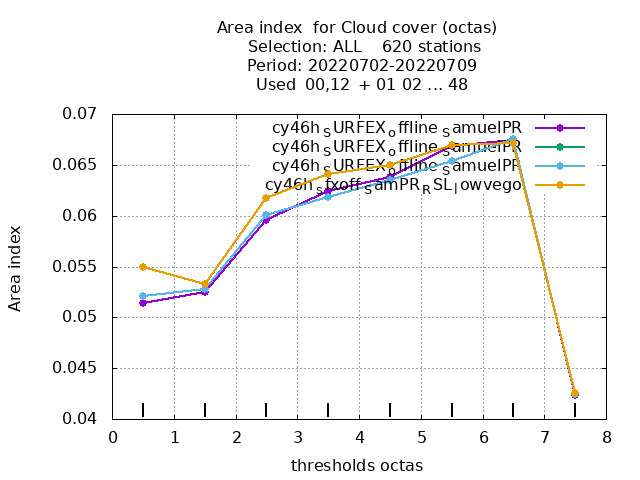 Area index  for Cloud cover (octas)
Selection: ALL    620 stations
Period: 20220702-20220709
Used  00,12  + 01 02 ... 48
0.07
0.065
0.06
0.055
0.05
0.045
0.04
Area index
cy46h_SURFEX_offline_SamuelPR
cy46h_SURFEX_offline_SamuelPR
cy46h_SURFEX_offline_SamuelPR
cy46h_sfxoff_SamPR_RSL_lowvego
0 1 2 3 4 5 6 7 8
thresholds octas